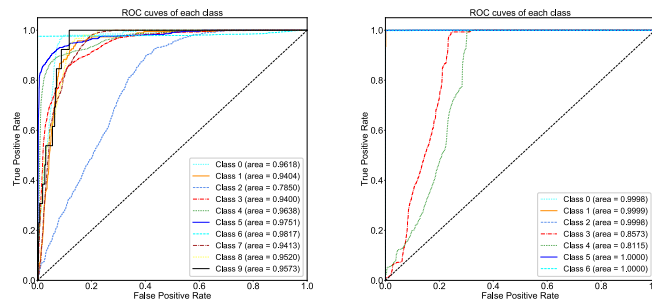 ROC cuves of each class
1.0
0.8
0.6
0.4
0.2
0.0
True Positive Rate
0.0 0.2 0.4 0.6 0.8 1.0
False Positive Rate
Class 0 (area = 0.9618)
Class 1 (area = 0.9404)
Class 2 (area = 0.7850)
Class 3 (area = 0.9400)
Class 4 (area = 0.9638)
Class 5 (area = 0.9751)
Class 6 (area = 0.9817)
Class 7 (area = 0.9413)
Class 8 (area = 0.9520)
Class 9 (area = 0.9573)
ROC cuves of each class
1.0
0.8
0.6
0.4
0.2
0.0
True Positive Rate
0.0 0.2 0.4 0.6 0.8 1.0
False Positive Rate
Class 0 (area = 0.9998)
Class 1 (area = 0.9999)
Class 2 (area = 0.9998)
Class 3 (area = 0.8573)
Class 4 (area = 0.8115)
Class 5 (area = 1.0000)
Class 6 (area = 1.0000)